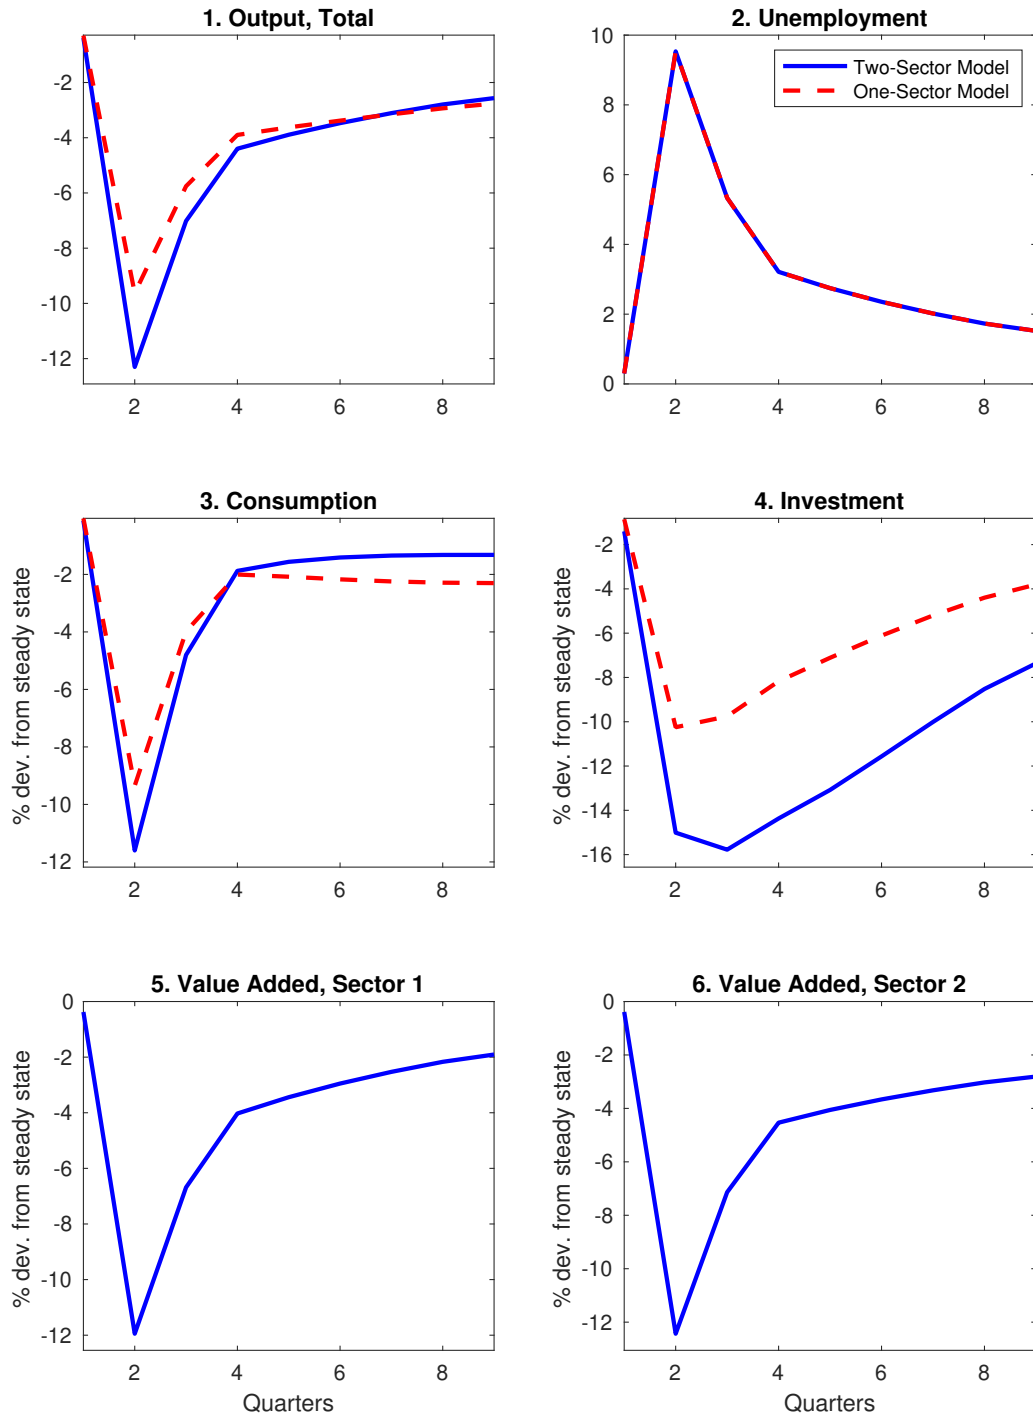 1. Output, Total
-2
-4
-6
-8
-10
-12
2 4 6 8
2. Unemployment
Two-Sector Model
One-Sector Model
10
8
6
4
2
0
2 4 6 8
3. Consumption
% dev. from steady state
-2
-4
-6
-8
-10
-12
2 4 6 8
4. Investment
% dev. from steady state
-2
-4
-6
-8
-10
-12
-14
-16
2 4 6 8
5. Value Added, Sector 1
% dev. from steady state
0
-2
-4
-6
-8
-10
-12
2 4 6 8
Quarters
6. Value Added, Sector 2
% dev. from steady state
0
-2
-4
-6
-8
-10
-12
2 4 6 8
Quarters